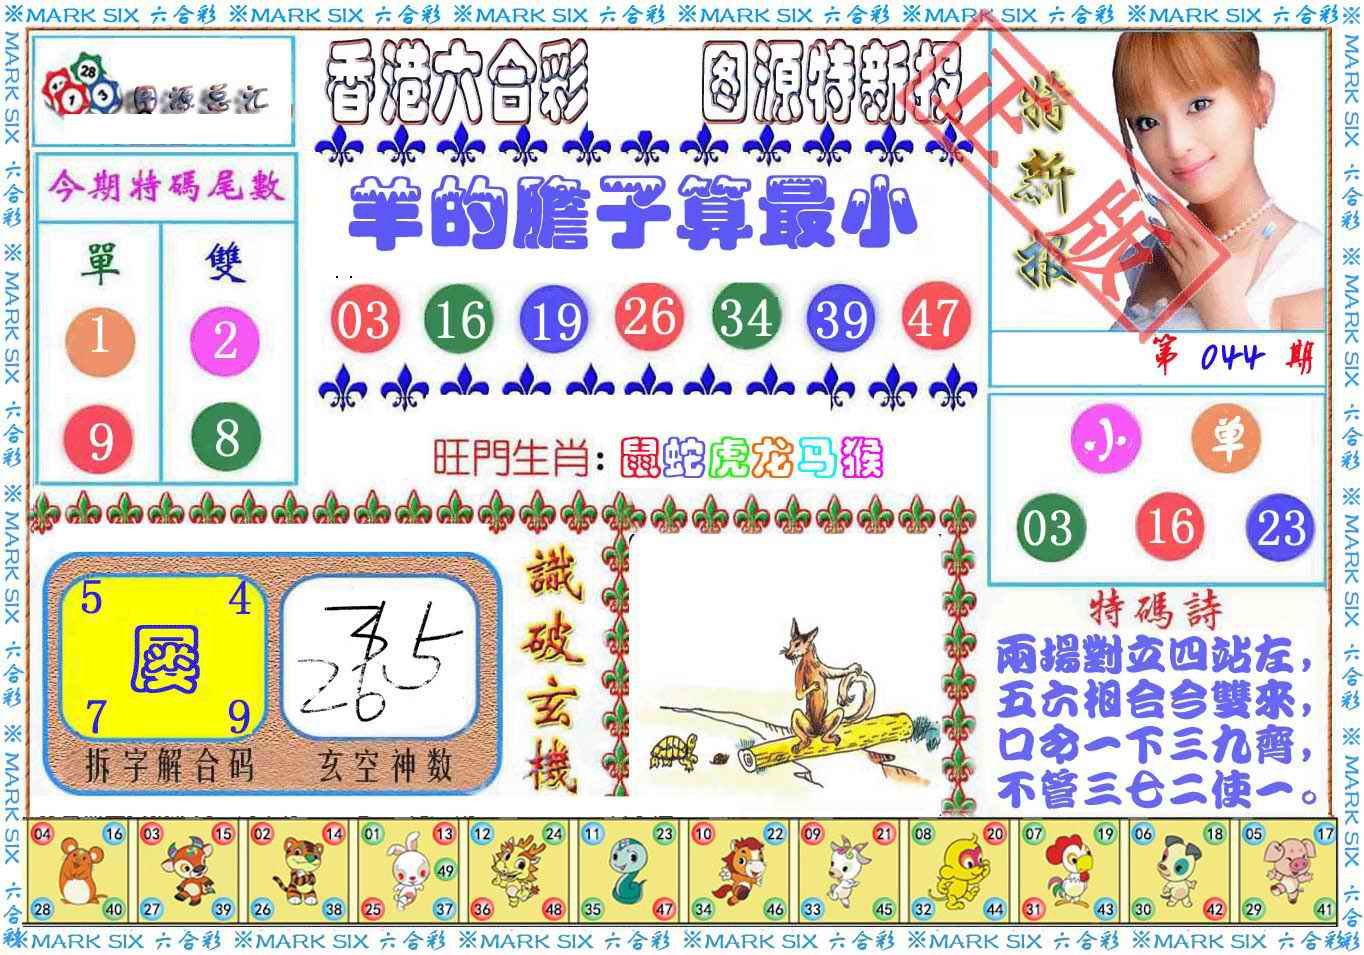 ※MARK SIX 六合彩 ※MARK SIX 六合彩 ※MARK SIX 六合彩 ※MARK SIX 六合彩 ※MARK SIX 六合彩 ※MARK SIX 六合彩※
28
1 3
图源总汇
香港六合彩 图源特新报
正版
特新报
今期特碼尾數
單 雙
1 2
9 8
羊的膽子算最小
03 16 19 26 34 39 47
第 044 期
旺門生肖:鼠蛇虎龙马猴
小 单
03 16 23
5 4
7 9
拆字解合码
玄空神数
識破玄機
特碼詩
兩揚對立四站左,
五六相合今雙來,
不管三七二使一。
04 16 03 15 02 14 01 13 12 24 11 23 10 22 09 21 08 20 07 19 06 18 05 17
49
28 40 27 39 26 38 25 37 36 48 35 47 34 46 33 45 32 44 31 43 30 42 29 41
※MARK SIX 六合彩 ※MARK SIX 六合彩 ※MARK SIX 六合彩 ※MARK SIX 六合彩 ※MARK SIX 六合彩 ※MARK SIX 六合彩